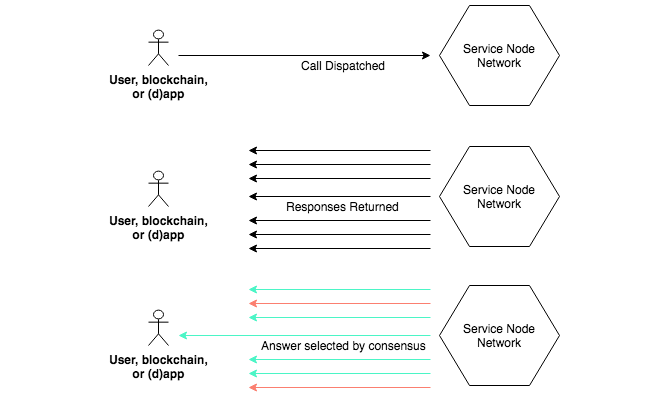 Service Node
Network
Call Dispatched
User, blockchain,
or (d)app
Service Node
Network
Responses Returned
User, blockchain,
or (d)app
Service Node
Network
Answer selected by consensus
User, blockchain,
or (d)app